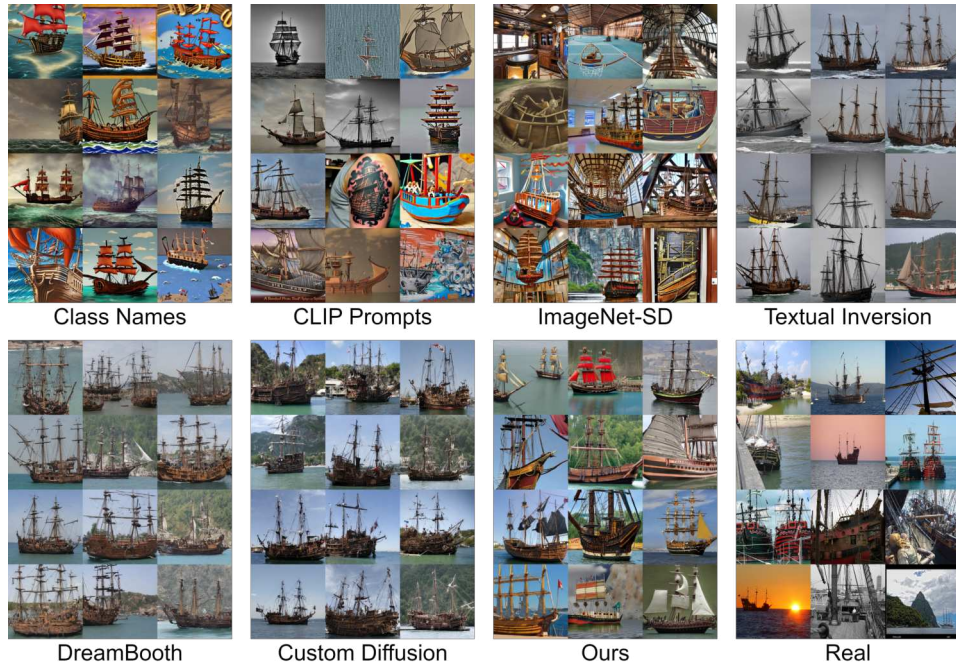 Class Names
CLIP Prompts
ImageNet-SD
Textual Inversion
DreamBooth
Custom Diffusion
Ours
Real